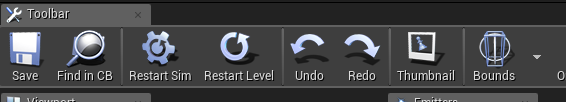 Toolbar
Save Find in CB Restart Sim Restart Level Undo Redo Thumbnail Bounds
Viewport Emitters